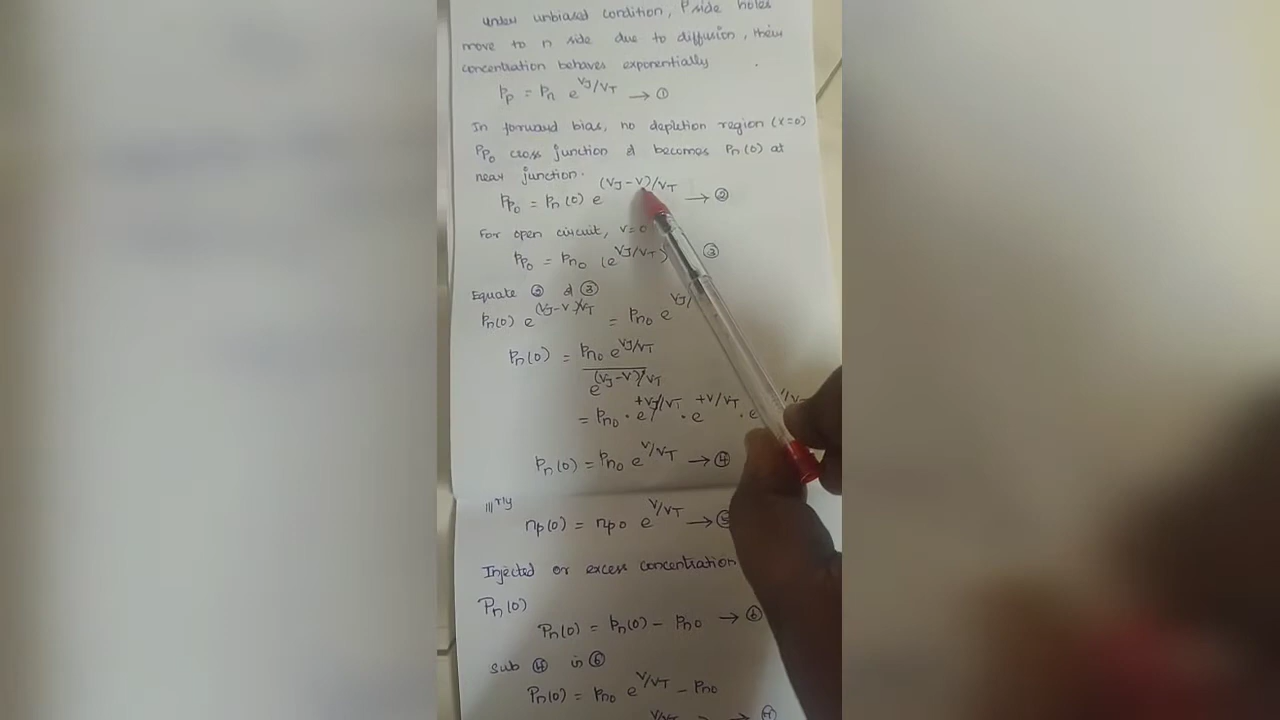 Under unbiased condition, P side holes
move to n side due to diffusion, their
concentration behaves exponentially.
Pp = Pn e^VJ/VT → ①
In forward bias, no depletion region (x=0)
Pp0 cross junction & becomes Pn(0) at
near junction.
Pp0 = Pn(0) e^(VJ-V)/VT → ②
For open circuit, V=0
Pp0 = Pn0 (e^VJ/VT) ③
Equate ② & ③
Pn(0) e^(VJ-V)/VT = Pn0 e^VJ/
Pn(0) = Pn0 e^VJ/VT
e^(VJ-V)/VT
= Pn0 . e^+VJ/VT . e^+V/VT . e
Pn(0) = Pn0 e^V/VT → ④
|||rly
np(0) = np0 e^V/VT → ⑤
Injected or excess concentration
Pn(0)
Pn(0) = Pn(0) - Pn0 → ⑥
Sub ④ in ⑥
Pn(0) = Pn0 e^V/VT - Pn0
V/VT → ⑦